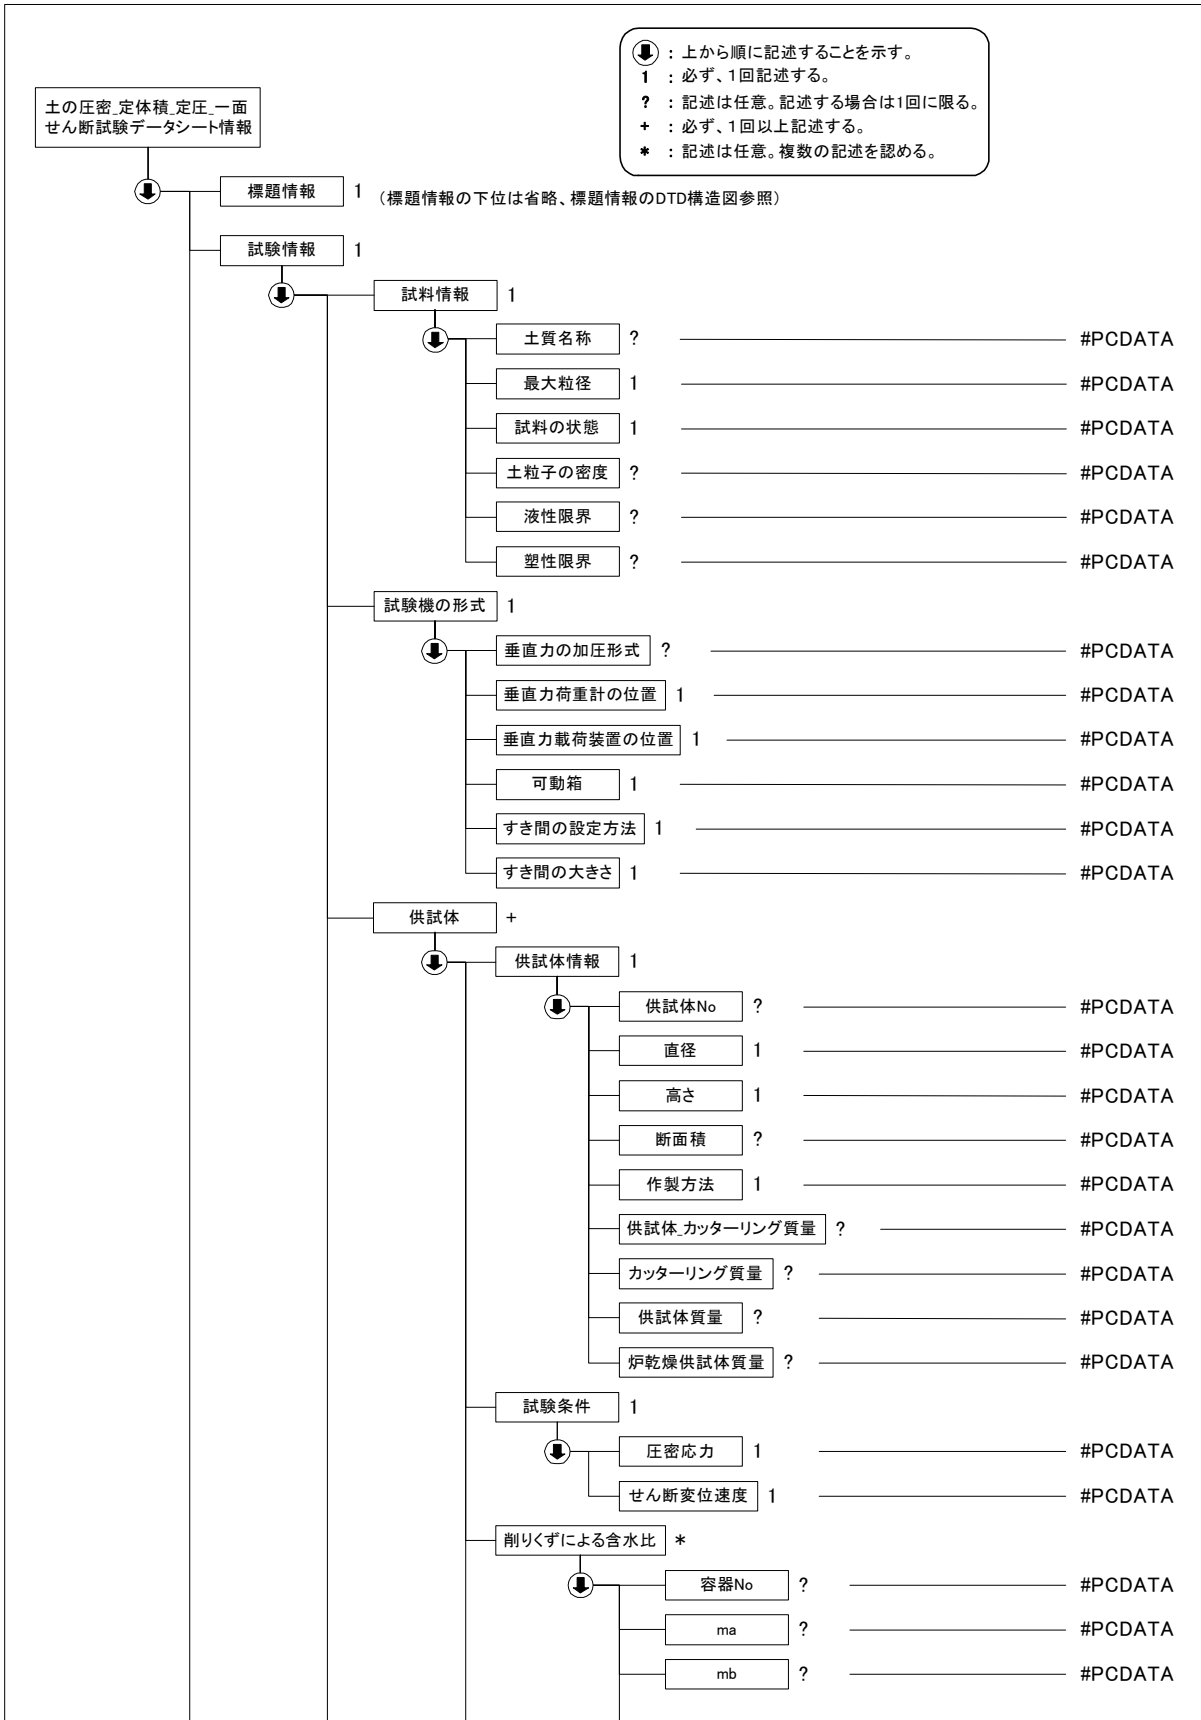 ：上から順に記述することを示す。
1 ：必ず、1回記述する。
? ：記述は任意。記述する場合は1回に限る。
+ ：必ず、1回以上記述する。
* ：記述は任意。複数の記述を認める。
土の圧密_定体積_定圧_一面
せん断試験データシート情報
標題情報 1 （標題情報の下位は省略、標題情報のDTD構造図参照）
試験情報 1
試料情報 1
土質名称 ? #PCDATA
最大粒径 1 #PCDATA
試料の状態 1 #PCDATA
土粒子の密度 ? #PCDATA
液性限界 ? #PCDATA
塑性限界 ? #PCDATA
試験機の形式 1
垂直力の加圧形式 ? #PCDATA
垂直力荷重計の位置 1 #PCDATA
垂直力載荷装置の位置 1 #PCDATA
可動箱 1 #PCDATA
すき間の設定方法 1 #PCDATA
すき間の大きさ 1 #PCDATA
供試体 +
供試体情報 1
供試体No ? #PCDATA
直径 1 #PCDATA
高さ 1 #PCDATA
断面積 ? #PCDATA
作製方法 1 #PCDATA
供試体_カッターリング質量 ? #PCDATA
カッターリング質量 ? #PCDATA
供試体質量 ? #PCDATA
炉乾燥供試体質量 ? #PCDATA
試験条件 1
圧密応力 1 #PCDATA
せん断変位速度 1 #PCDATA
削りくずによる含水比 *
容器No ? #PCDATA
ma ? #PCDATA
mb ? #PCDATA